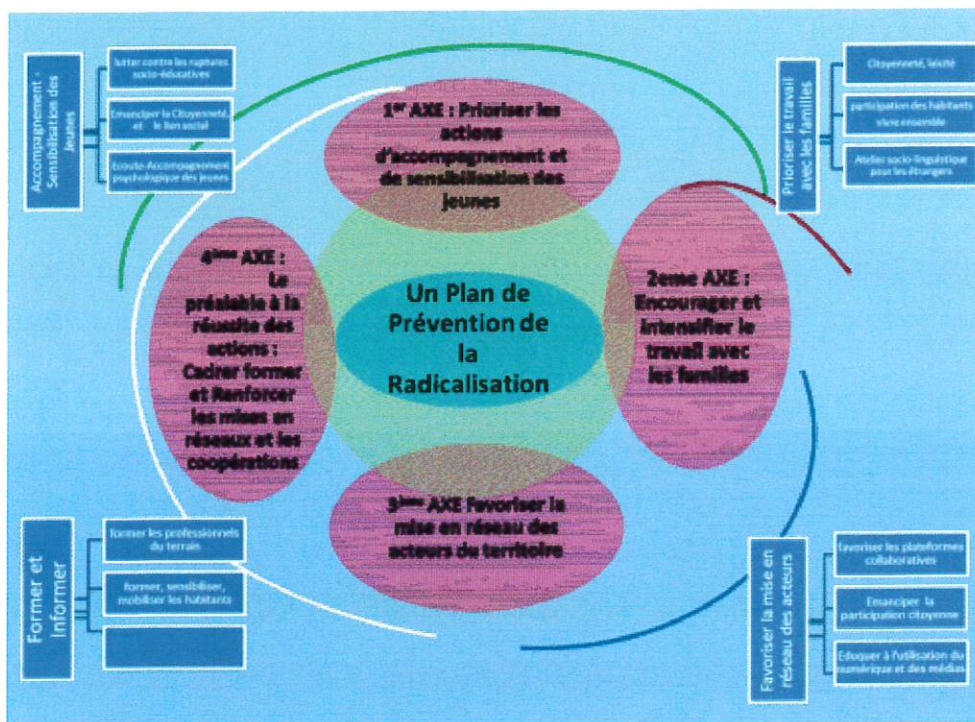 Accompagnement -
Sensibilisation des
Jeunes
lutter contre les ruptures
socio-éducatives
Emanciper la Citoyenneté,
et le lien social
Ecoute-Accompagnement
psychologique des jeunes
Prioriser le travail
avec les familles
Citoyenneté, laïcité
participation des habitants
vivre ensemble
Atelier socio-linguistique
pour les étrangers
1er AXE : Prioriser les
actions
d'accompagnement et
de sensibilisation des
jeunes
4ème AXE :
Le
préalable à la
réussite des
actions :
Cadrer former
et Renforcer
les mises en
réseaux et les
coopérations
Un Plan de
Prévention de
la
Radicalisation
2eme AXE :
Encourager et
intensifier le
travail avec
les familles
3ème AXE Favoriser la
mise en réseau des
acteurs du territoire
Former et
Informer
former les professionnels
du terrain
former, sensibiliser,
mobiliser les habitants
Favoriser la mise en
réseau des acteurs
favoriser les plateformes
collaboratives
Emanciper la
participation citoyenne
Eduquer à l'utilisation du
numérique et des médias